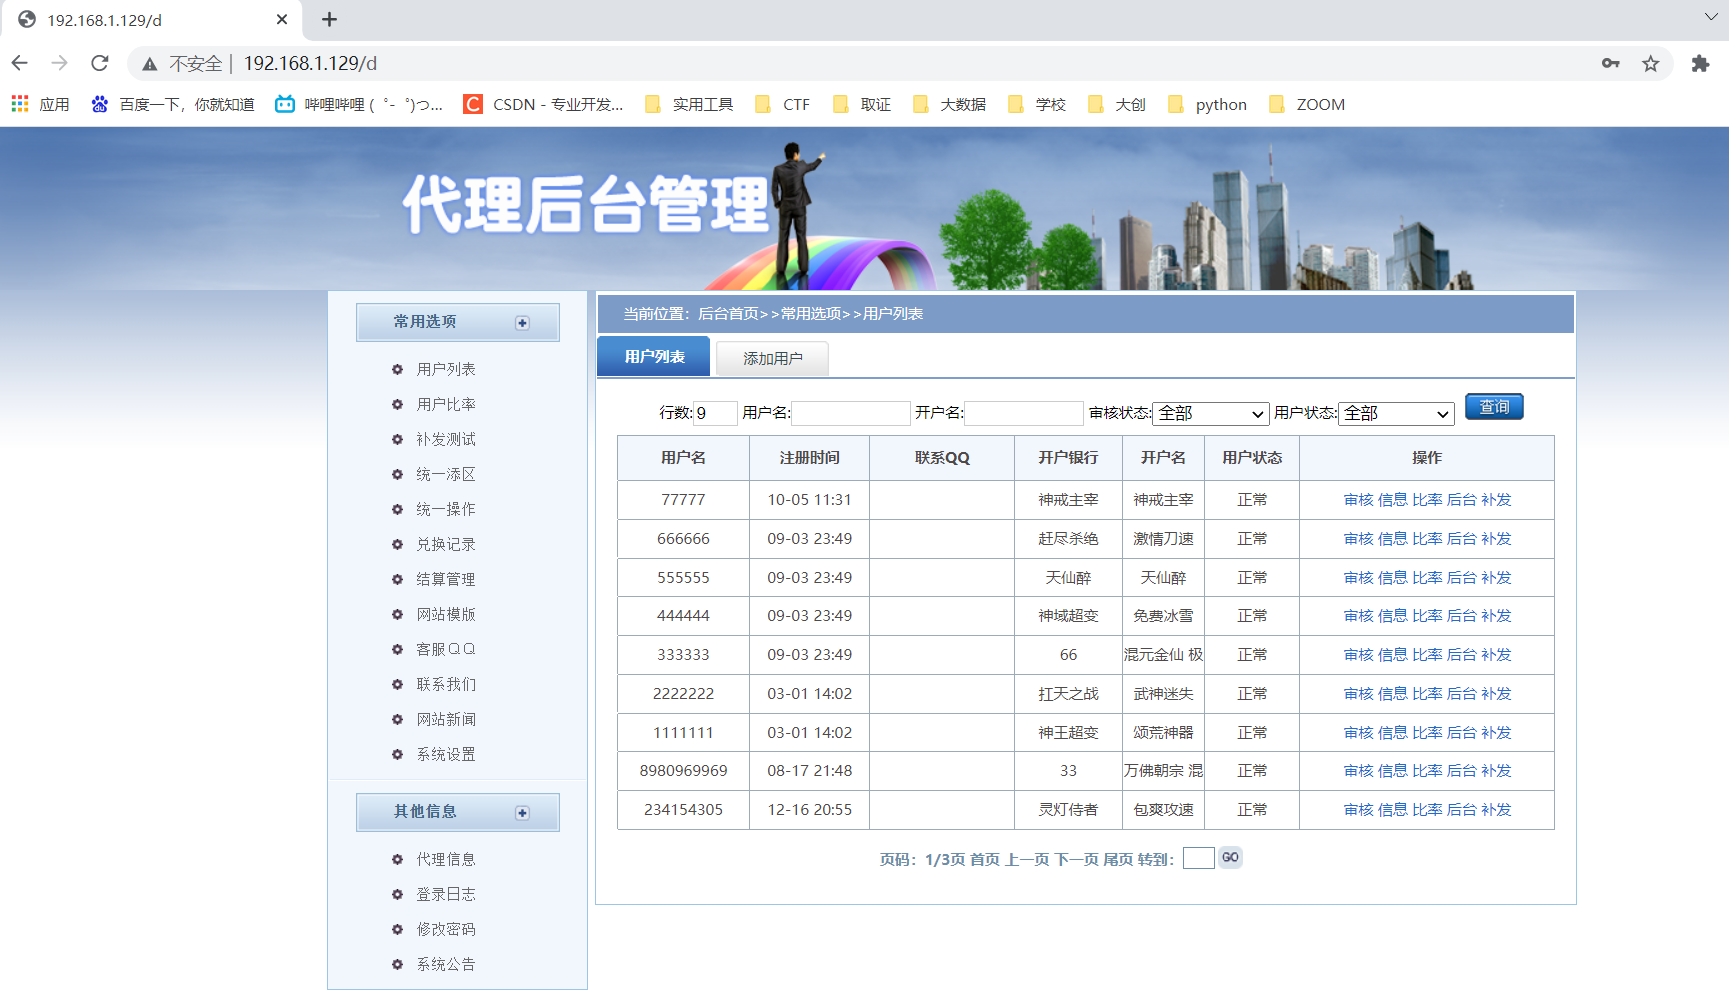 192.168.1.129/d
不安全 | 192.168.1.129/d
应用 百度一下，你就知道 哔哩哔哩 ( ゜- ゜)つ... CSDN - 专业开发... 实用工具 CTF 取证 大数据 学校 大创 python ZOOM
代理后台管理
常用选项
用户列表
用户比率
补发测试
统一添区
统一操作
兑换记录
结算管理
网站模版
客服ＱＱ
联系我们
网站新闻
系统设置
其他信息
代理信息
登录日志
修改密码
系统公告
当前位置：后台首页>>常用选项>>用户列表
用户列表 添加用户
行数:9 用户名: 开户名: 审核状态:全部 用户状态:全部 查询
用户名 注册时间 联系QQ 开户银行 开户名 用户状态 操作
77777 10-05 11:31 神戒主宰 神戒主宰 正常 审核 信息 比率 后台 补发
666666 09-03 23:49 赶尽杀绝 激情刀速 正常 审核 信息 比率 后台 补发
555555 09-03 23:49 天仙醉 天仙醉 正常 审核 信息 比率 后台 补发
444444 09-03 23:49 神域超变 免费冰雪 正常 审核 信息 比率 后台 补发
333333 09-03 23:49 66 混元金仙 极 正常 审核 信息 比率 后台 补发
2222222 03-01 14:02 扛天之战 武神迷失 正常 审核 信息 比率 后台 补发
1111111 03-01 14:02 神王超变 颂荒神器 正常 审核 信息 比率 后台 补发
8980969969 08-17 21:48 33 万佛朝宗 混 正常 审核 信息 比率 后台 补发
234154305 12-16 20:55 灵灯侍者 包爽攻速 正常 审核 信息 比率 后台 补发
页码：1/3页 首页 上一页 下一页 尾页 转到： GO